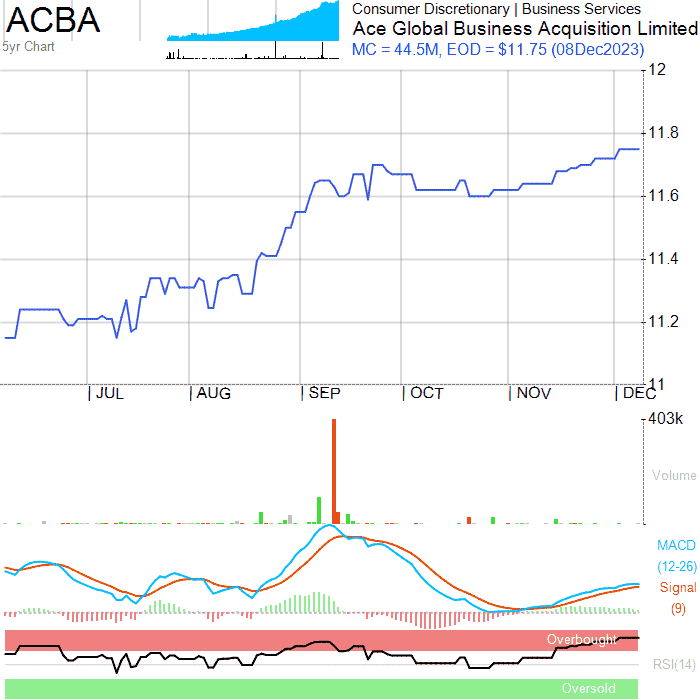 ACBA
5yr Chart
Consumer Discretionary | Business Services
Ace Global Business Acquisition Limited
MC = 44.5M, EOD = $11.75 (08Dec2023)
12
11.8
11.6
11.4
11.2
11
JUL AUG SEP OCT NOV DEC
403k
Volume
MACD
(12-26)
Signal
(9)
Overbought
RSI(14)
Oversold